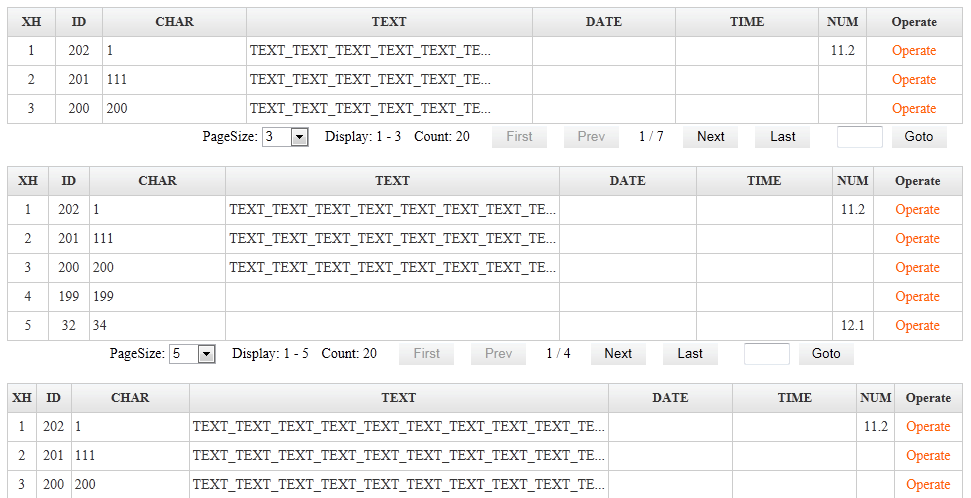 XH ID CHAR TEXT DATE TIME NUM Operate
1 202 1 TEXT_TEXT_TEXT_TEXT_TEXT_TE... 11.2 Operate
2 201 111 TEXT_TEXT_TEXT_TEXT_TEXT_TE... Operate
3 200 200 TEXT_TEXT_TEXT_TEXT_TEXT_TE... Operate
PageSize: 3 Display: 1 - 3 Count: 20 First Prev 1 / 7 Next Last Goto
XH ID CHAR TEXT DATE TIME NUM Operate
1 202 1 TEXT_TEXT_TEXT_TEXT_TEXT_TEXT_TEXT_TE... 11.2 Operate
2 201 111 TEXT_TEXT_TEXT_TEXT_TEXT_TEXT_TEXT_TE... Operate
3 200 200 TEXT_TEXT_TEXT_TEXT_TEXT_TEXT_TEXT_TE... Operate
4 199 199 Operate
5 32 34 12.1 Operate
PageSize: 5 Display: 1 - 5 Count: 20 First Prev 1 / 4 Next Last Goto
XH ID CHAR TEXT DATE TIME NUM Operate
1 202 1 TEXT_TEXT_TEXT_TEXT_TEXT_TEXT_TEXT_TEXT_TEXT_TE... 11.2 Operate
2 201 111 TEXT_TEXT_TEXT_TEXT_TEXT_TEXT_TEXT_TEXT_TEXT_TE... Operate
3 200 200 TEXT_TEXT_TEXT_TEXT_TEXT_TEXT_TEXT_TEXT_TEXT_TE... Operate